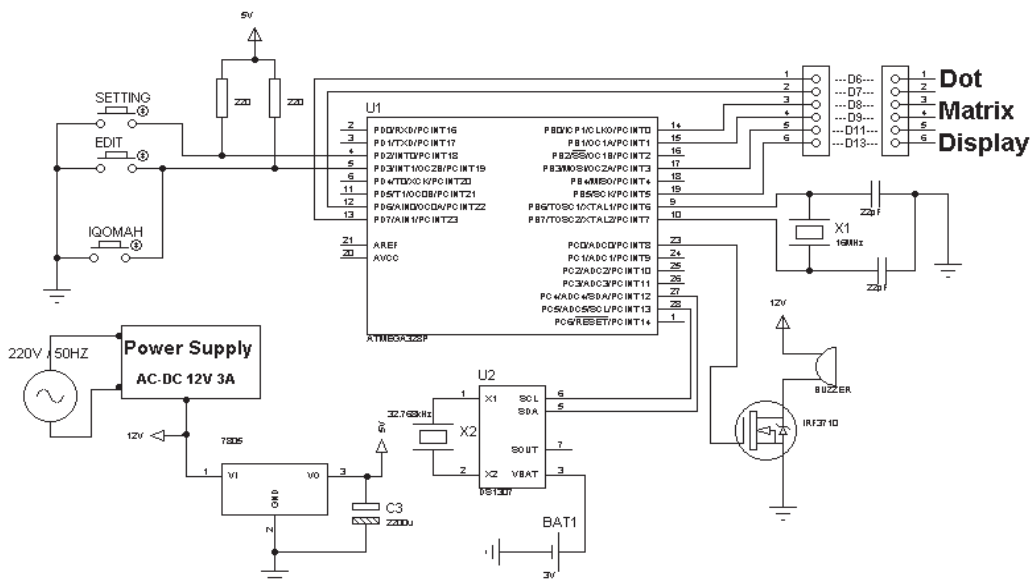 5V
220
220
SETTING
EDIT
IQOMAH
U1
2 PD0/RXD/PCINT16
3 PD1/TXD/PCINT17
4 PD2/INT0/PCINT18
5 PD3/INT1/OC2B/PCINT19
6 PD4/T0/XCK/PCINT20
11 PD5/T1/OC0B/PCINT21
12 PD6/AIN0/OC0A/PCINT22
13 PD7/AIN1/PCINT23
21 AREF
20 AVCC
PB0/ICP1/CLKO/PCINT0 14
PB1/OC1A/PCINT1 15
PB2/SS/OC1B/PCINT2 16
PB3/MOSI/OC2A/PCINT3 17
PB4/MISO/PCINT4 18
PB5/SCK/PCINT5 19
PB6/TOSC1/XTAL1/PCINT6 9
PB7/TOSC2/XTAL2/PCINT7 10
PC0/ADC0/PCINT8 23
PC1/ADC1/PCINT9 24
PC2/ADC2/PCINT10 25
PC3/ADC3/PCINT11 26
PC4/ADC4/SDA/PCINT12 27
PC5/ADC5/SCL/PCINT13 28
PC6/RESET/PCINT14 1
ATMEGA328P
1 ---D6--- 1
2 ---D7--- 2
3 ---D8--- 3
4 ---D9--- 4
5 ---D11--- 5
6 ---D13--- 6
Dot
Matrix
Display
22pF
X1
16MHz
22pF
12V
BUZZER
IRF3710
220V / 50HZ
Power Supply
AC-DC 12V 3A
12V
7805
1 VI
VO 3
GND
2
5V
C3
2200u
U2
32.768kHz
X2
1 X1
2 X2
SCL 6
SDA 5
SOUT 7
VBAT 3
DS1307
BAT1
3V